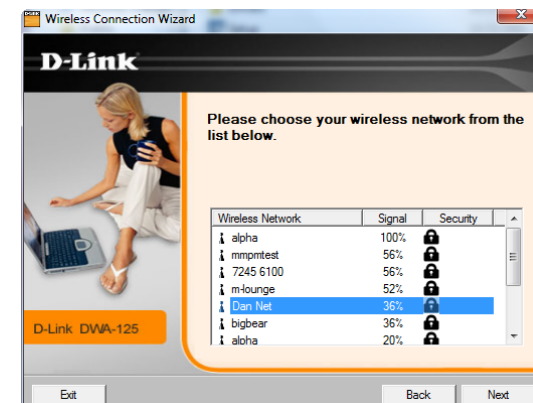 Wireless Connection Wizard
D-Link
Please choose your wireless network from the
list below.
Wireless Network Signal Security
alpha 100%
mmpmtest 56%
7245 6100 56%
m-lounge 52%
Dan Net 36%
bigbear 36%
alpha 20%
D-Link DWA-125
Exit Back Next